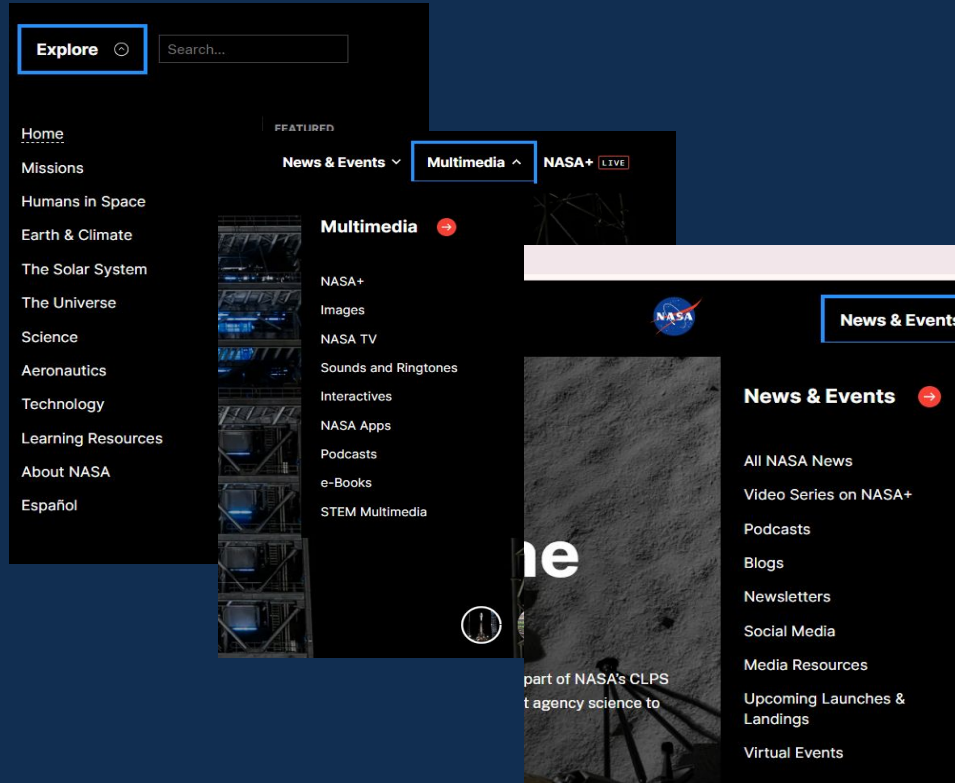 Explore
Search...
Home
Missions
Humans in Space
Earth & Climate
The Solar System
The Universe
Science
Aeronautics
Technology
Learning Resources
About NASA
Español
FEATURED
News & Events
Multimedia
NASA+ LIVE
Multimedia
NASA+
Images
NASA TV
Sounds and Ringtones
Interactives
NASA Apps
Podcasts
e-Books
STEM Multimedia
NASA
News & Events
News & Events
All NASA News
Video Series on NASA+
Podcasts
Blogs
Newsletters
Social Media
Media Resources
Upcoming Launches &
Landings
Virtual Events
part of NASA's CLPS
agency science to